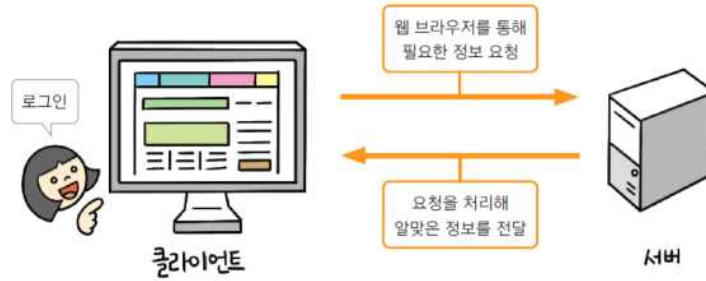 웹 브라우저를 통해
필요한 정보 요청
로그인
요청을 처리해
알맞은 정보를 전달
클라이언트
서버